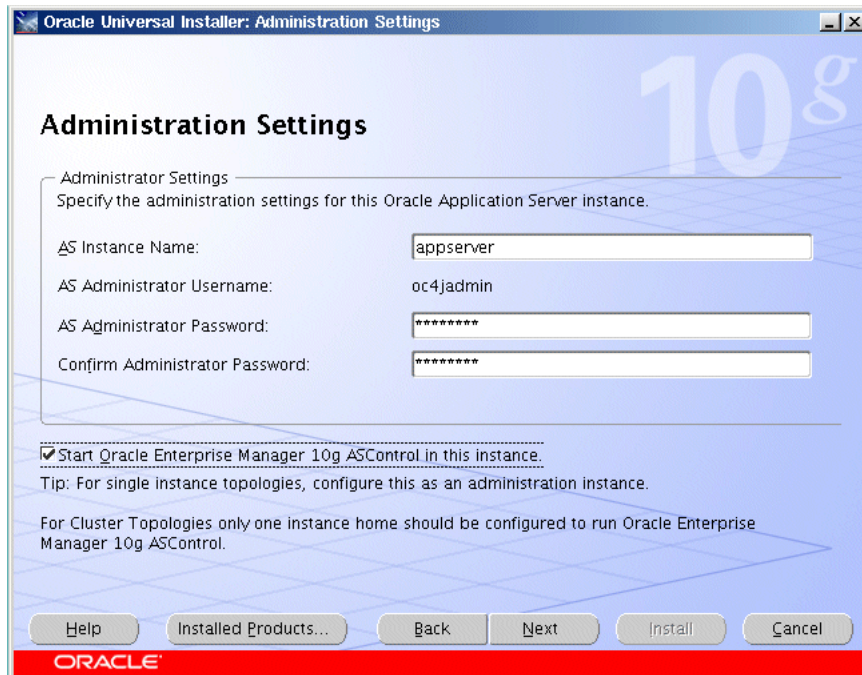 Oracle Universal Installer: Administration Settings
10g
Administration Settings
Administrator Settings
Specify the administration settings for this Oracle Application Server instance.
AS Instance Name: appserver
AS Administrator Username: oc4jadmin
AS Administrator Password: ********
Confirm Administrator Password: ********
Start Oracle Enterprise Manager 10g ASControl in this instance.
Tip: For single instance topologies, configure this as an administration instance.
For Cluster Topologies only one instance home should be configured to run Oracle Enterprise
Manager 10g ASControl.
Help Installed Products... Back Next Install Cancel
ORACLE